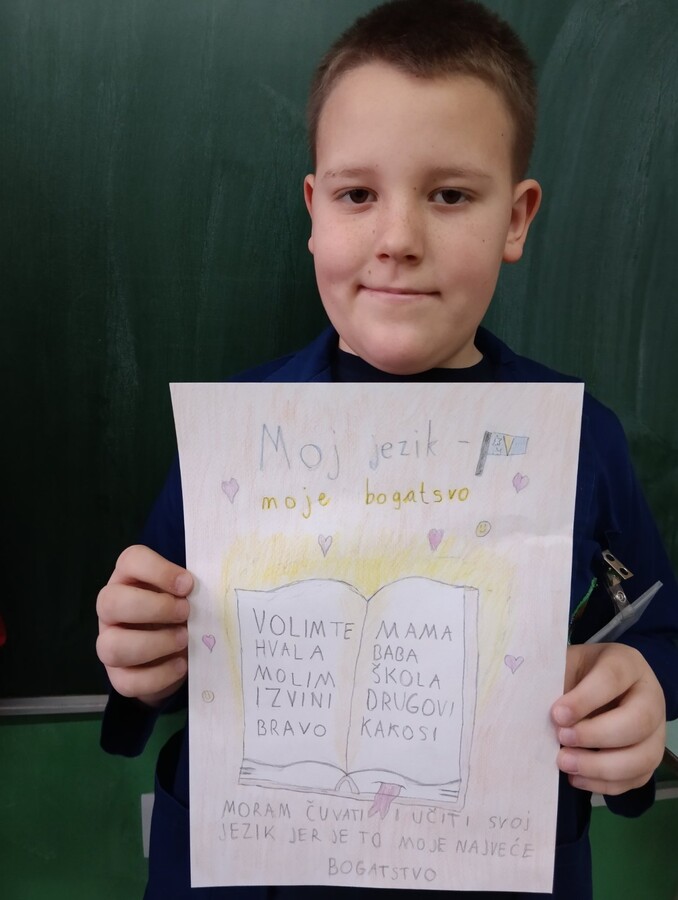 Moj jezik -
moje bogatsvo
VOLIMTE
HVALA
MOLIM
IZVINI
BRAVO
MAMA
BABA
ŠKOLA
DRUGOVI
KAKOSI
MORAM ČUVATI I UČITI SVOJ
JEZIK JER JE TO MOJE NAJVEĆE
BOGATSTVO